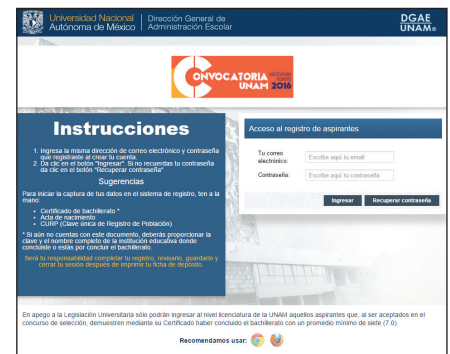 Universidad Nacional
Autónoma de México
Dirección General de
Administración Escolar
DGAE
UNAM
CONVOCATORIA
UNAM 2016
Instrucciones
1. Ingresa la misma dirección de correo electrónico y contraseña
que registraste al crear tu cuenta.
2. Da clic en el botón "Ingresar". Si no recuerdas tu contraseña
da clic en el botón "Recuperar contraseña"
Sugerencias
Para iniciar la captura de tus datos en el sistema de registro, ten a la
mano:
• Certificado de bachillerato *
• Acta de nacimiento
• CURP (Clave única de Registro de Población)
* Si aún no cuentas con este documento, deberás proporcionar la
clave y el nombre completo de la institución educativa donde
concluiste o estás por concluir el bachillerato.
Será tu responsabilidad completar tu registro, revisarlo, guardarlo y
cerrar tu sesión después de imprimir tu ficha de depósito.
Acceso al registro de aspirantes
Tu correo
electrónico:
Escribe aquí tu email
Contraseña:
Escribe aquí tu contraseña
Ingresar
Recuperar contraseña
En apego a la Legislación Universitaria sólo podrán ingresar al nivel licenciatura de la UNAM aquellos aspirantes que, al ser aceptados en el
concurso de selección, demuestren mediante su Certificado haber concluido el bachillerato con un promedio mínimo de siete (7.0).
Recomendamos usar: